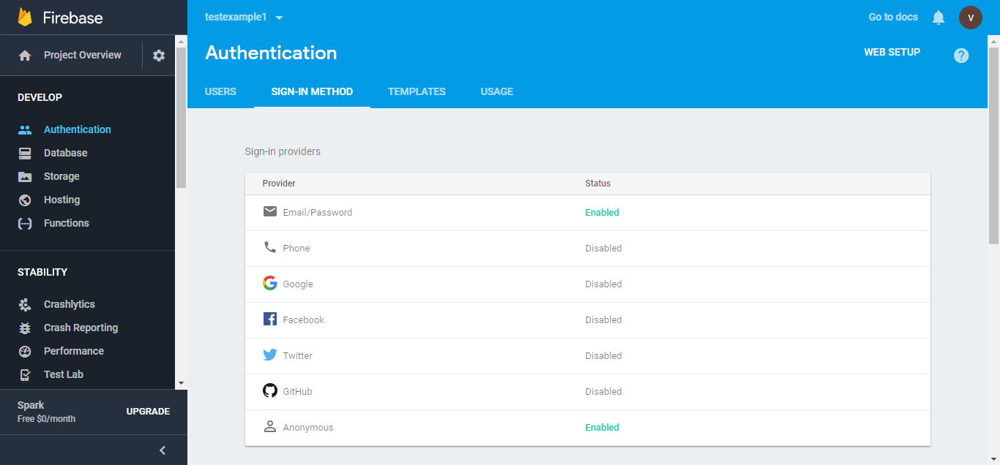 Firebase
testexample1
Go to docs
V
Project Overview
Authentication
WEB SETUP
?
USERS
SIGN-IN METHOD
TEMPLATES
USAGE
DEVELOP
Authentication
Database
Storage
Hosting
Functions
STABILITY
Crashlytics
Crash Reporting
Performance
Test Lab
Spark
Free $0/month
UPGRADE
Sign-in providers
Provider Status
Email/Password Enabled
Phone Disabled
Google Disabled
Facebook Disabled
Twitter Disabled
GitHub Disabled
Anonymous Enabled